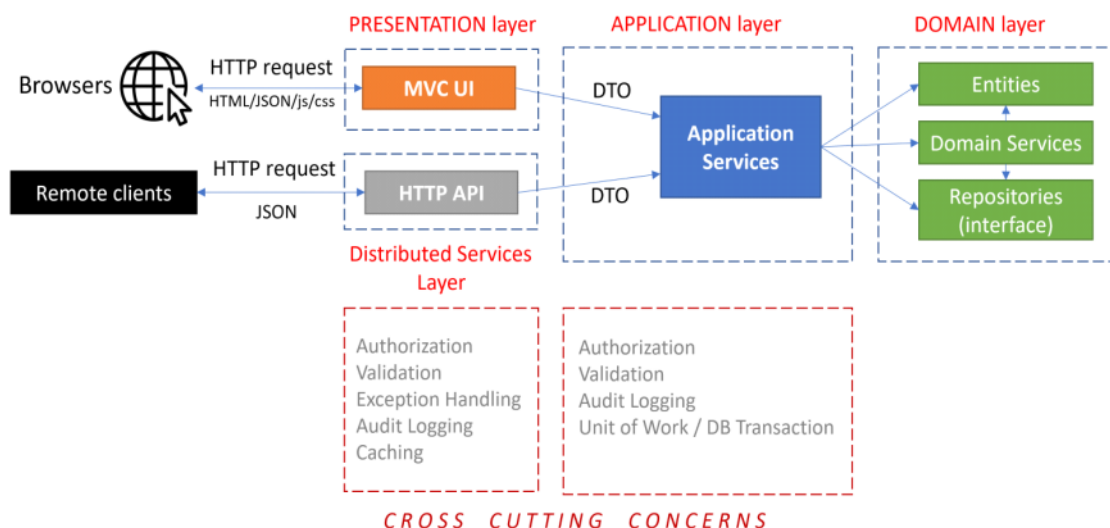 PRESENTATION layer
APPLICATION layer
DOMAIN layer
Browsers
HTTP request
HTML/JSON/js/css
MVC UI
DTO
Application
Services
Entities
Domain Services
Repositories
(interface)
Remote clients
HTTP request
JSON
HTTP API
DTO
Distributed Services
Layer
Authorization
Validation
Exception Handling
Audit Logging
Caching
Authorization
Validation
Audit Logging
Unit of Work / DB Transaction
CROSS CUTTING CONCERNS